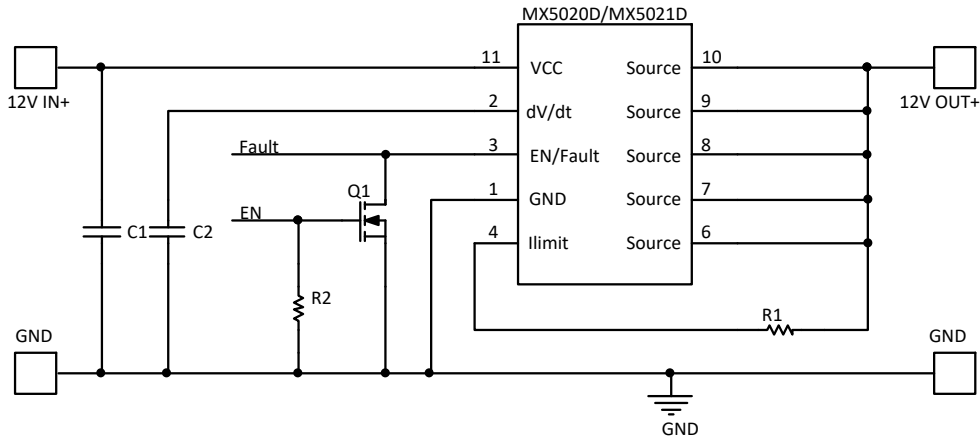 MX5020D/MX5021D
12V IN+
11
VCC
Source
10
12V OUT+
2
dV/dt
Source
9
Fault
3
EN/Fault
Source
8
Q1
EN
1
GND
Source
7
C1
C2
4
Ilimit
Source
6
R2
R1
GND
GND
GND